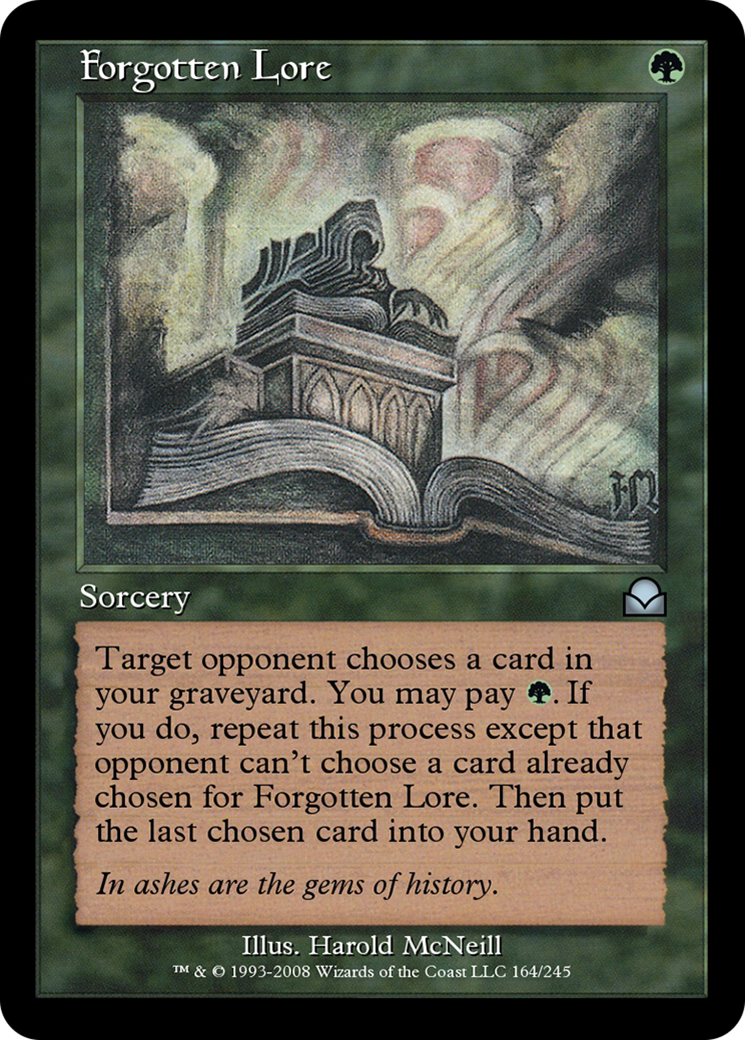 Forgotten Lore
HM
Sorcery
Target opponent chooses a card in
your graveyard. You may pay . If
you do, repeat this process except that
opponent can't choose a card already
chosen for Forgotten Lore. Then put
the last chosen card into your hand.
In ashes are the gems of history.
Illus. Harold McNeill
™ & © 1993-2008 Wizards of the Coast LLC 164/245